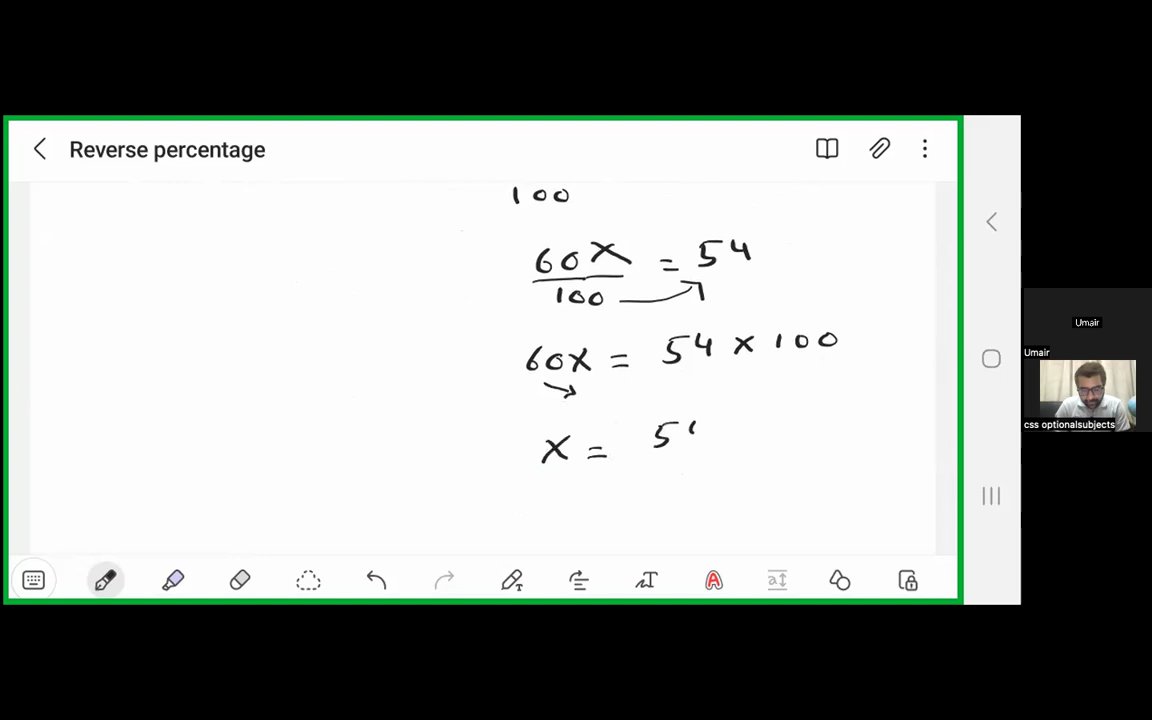 Reverse percentage
100
60x = 54
100
60x = 54 x 100
x = 5
Umair
Umair
css optionalsubjects